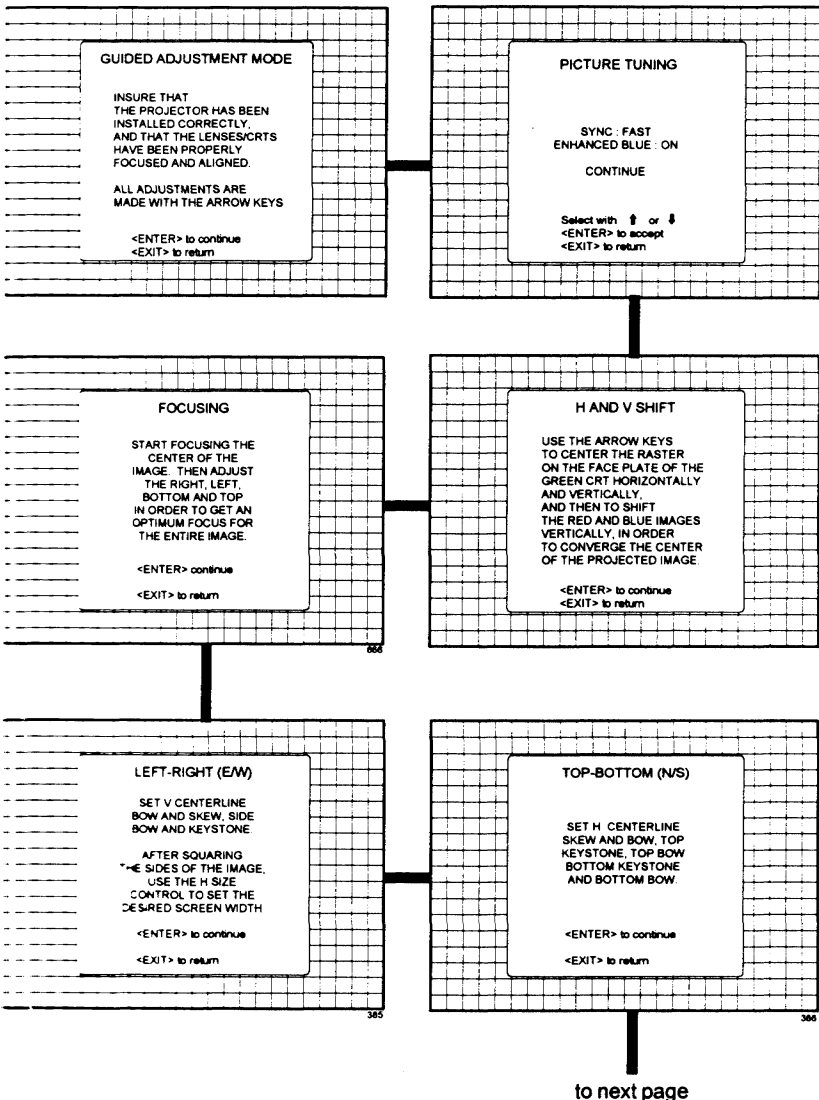 GUIDED ADJUSTMENT MODE
INSURE THAT
THE PROJECTOR HAS BEEN
INSTALLED CORRECTLY,
AND THAT THE LENSES/CRTS
HAVE BEEN PROPERLY
FOCUSED AND ALIGNED.
ALL ADJUSTMENTS ARE
MADE WITH THE ARROW KEYS
<ENTER> to continue
<EXIT> to return
PICTURE TUNING
SYNC : FAST
ENHANCED BLUE : ON
CONTINUE
Select with ⬆ or ⬇
<ENTER> to accept
<EXIT> to return
H AND V SHIFT
USE THE ARROW KEYS
TO CENTER THE RASTER
ON THE FACE PLATE OF THE
GREEN CRT HORIZONTALLY
AND VERTICALLY,
AND THEN TO SHIFT
THE RED AND BLUE IMAGES
VERTICALLY, IN ORDER
TO CONVERGE THE CENTER
OF THE PROJECTED IMAGE.
<ENTER> to continue
<EXIT> to return
FOCUSING
START FOCUSING THE
CENTER OF THE
IMAGE. THEN ADJUST
THE RIGHT, LEFT,
BOTTOM AND TOP
IN ORDER TO GET AN
OPTIMUM FOCUS FOR
THE ENTIRE IMAGE.
<ENTER> continue
<EXIT> to return
668
LEFT-RIGHT (E/W)
SET V CENTERLINE
BOW AND SKEW, SIDE
BOW AND KEYSTONE.
AFTER SQUARING
THE SIDES OF THE IMAGE,
USE THE H SIZE
CONTROL TO SET THE
DESIRED SCREEN WIDTH
<ENTER> to continue
<EXIT> to return
385
TOP-BOTTOM (N/S)
SET H CENTERLINE
SKEW AND BOW, TOP
KEYSTONE, TOP BOW
BOTTOM KEYSTONE
AND BOTTOM BOW.
<ENTER> to continue
<EXIT> to return
386
to next page